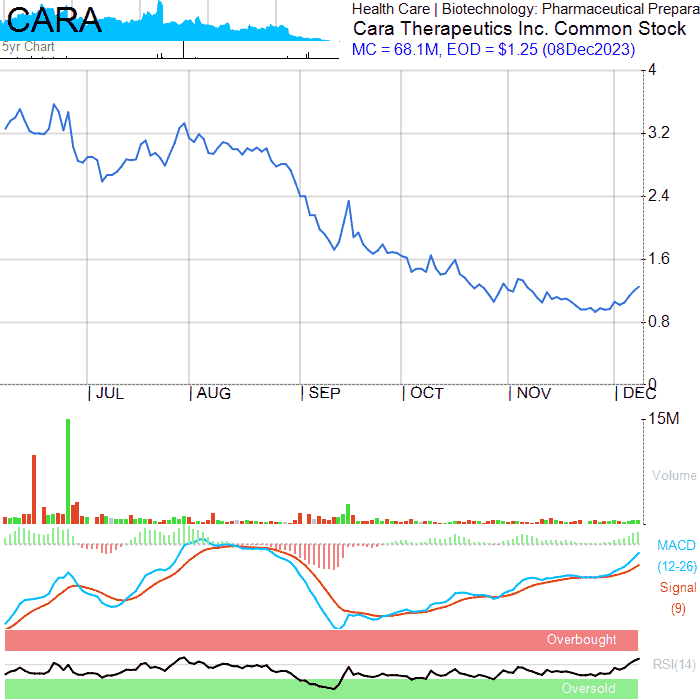 CARA
Health Care | Biotechnology: Pharmaceutical Prepara
Cara Therapeutics Inc. Common Stock
5yr Chart
MC = 68.1M, EOD = $1.25 (08Dec2023)
4
3.2
2.4
1.6
0.8
0
| JUL | AUG | SEP | OCT | NOV | DEC
15M
Volume
MACD
(12-26)
Signal
(9)
Overbought
RSI(14)
Oversold